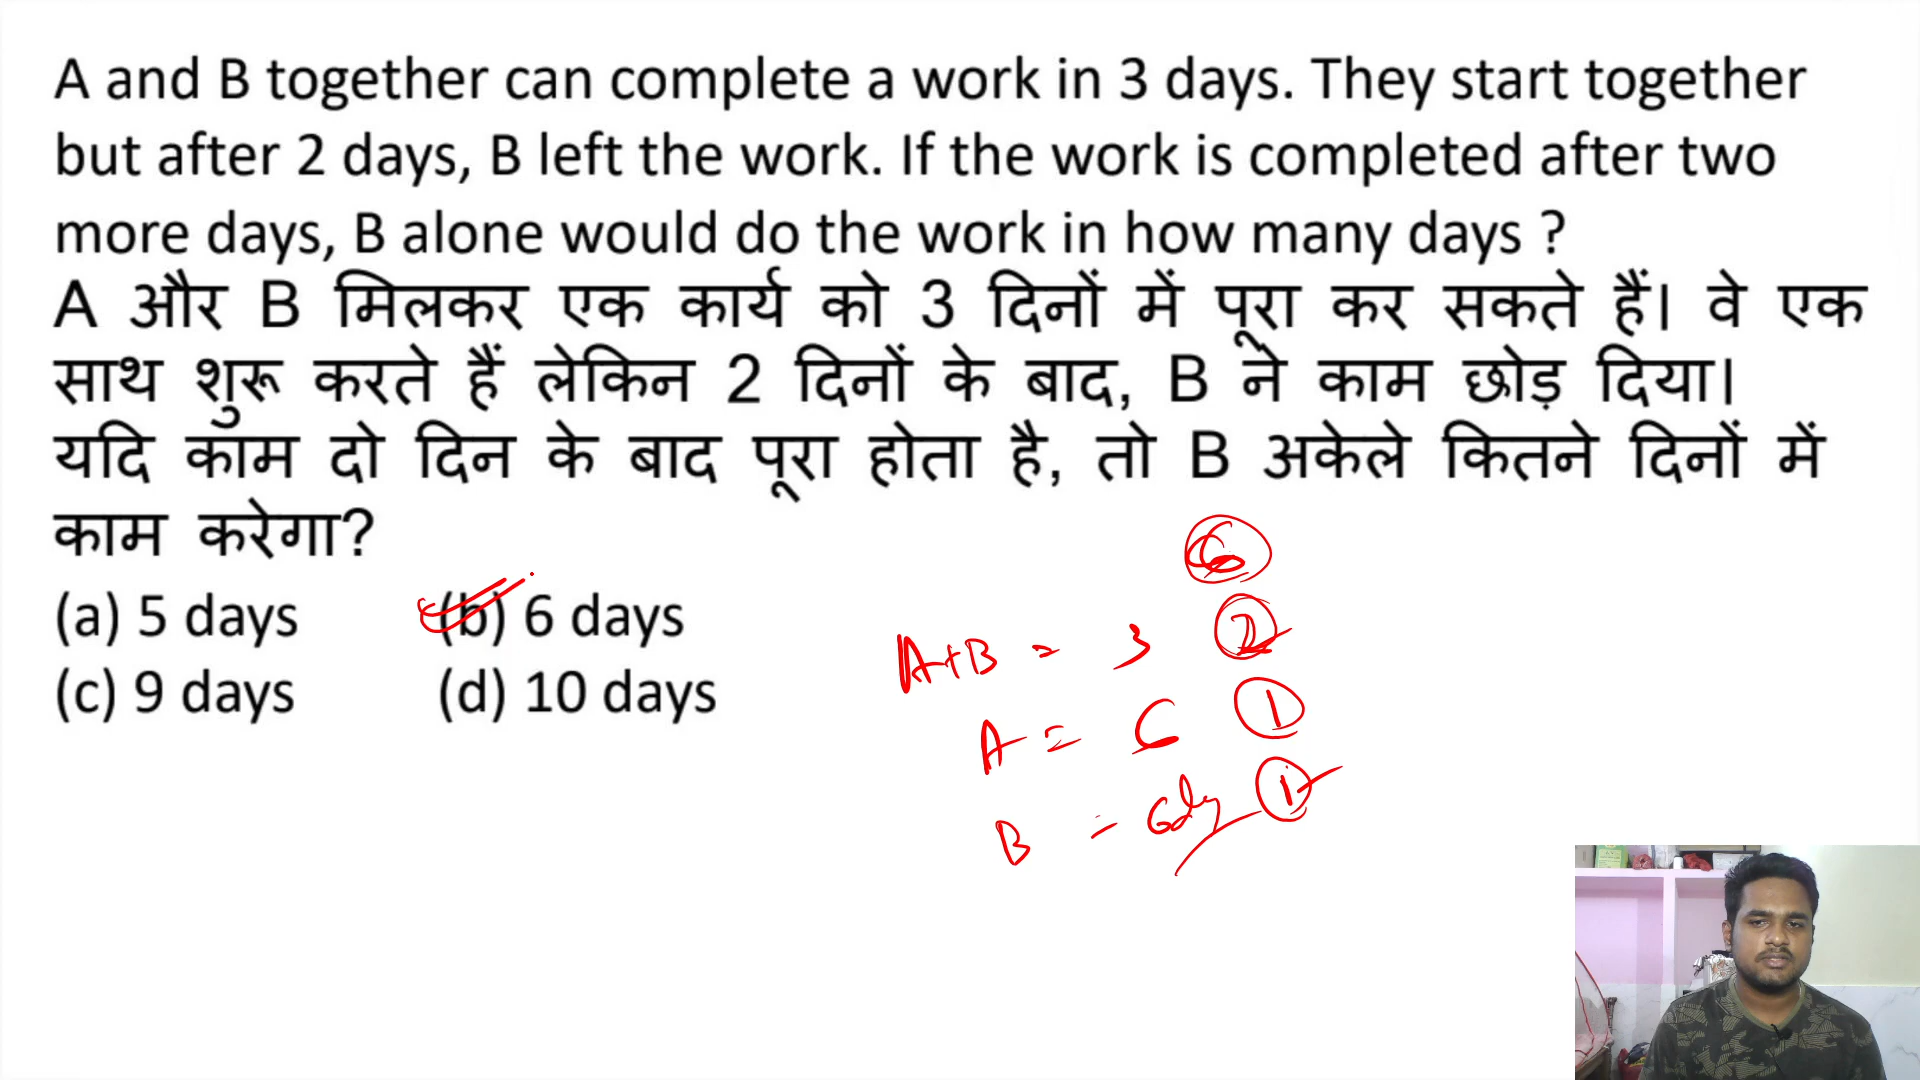 A and B together can complete a work in 3 days. They start together
but after 2 days, B left the work. If the work is completed after two
more days, B alone would do the work in how many days ?
A और B मिलकर एक कार्य को 3 दिनों में पूरा कर सकते हैं। वे एक
साथ शुरू करते हैं लेकिन 2 दिनों के बाद, B ने काम छोड़ दिया।
यदि काम दो दिन के बाद पूरा होता है, तो B अकेले कितने दिनों में
काम करेगा?
(a) 5 days (b) 6 days
(c) 9 days (d) 10 days
6
A+B = 3 2
A = 6 1
B = 6dy 1